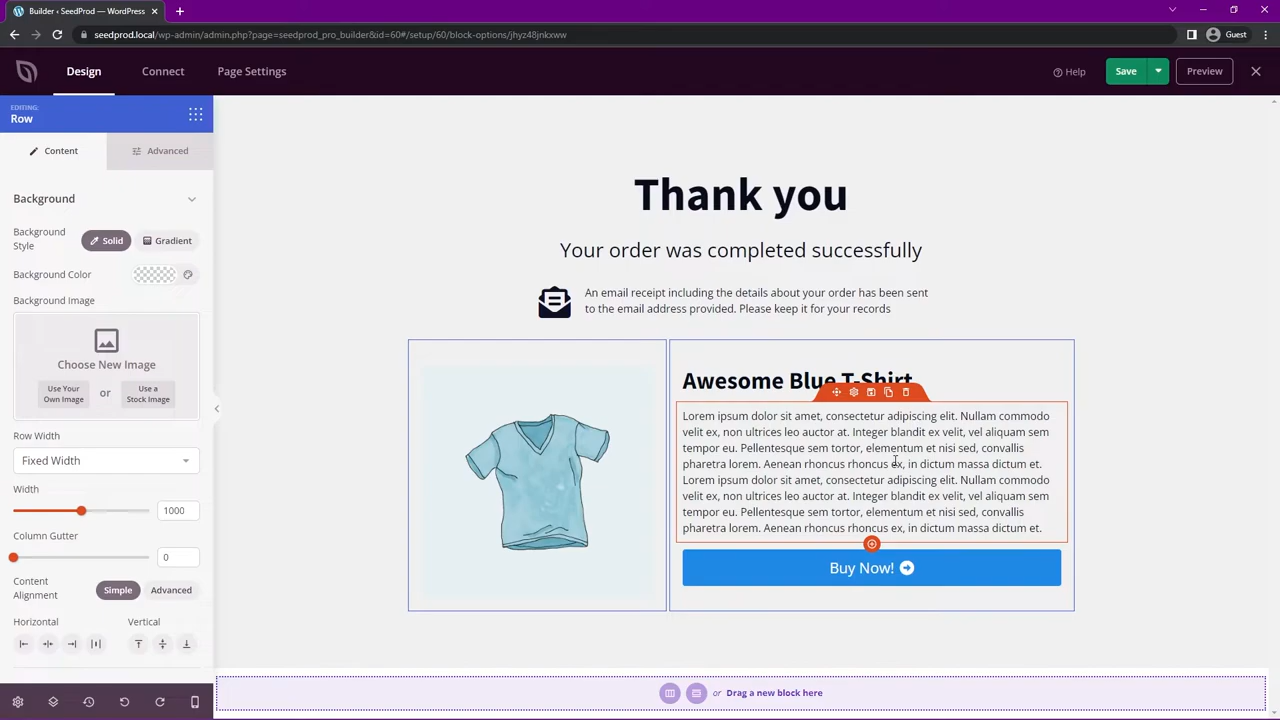 Builder < SeedProd — WordPress
seedprod.local/wp-admin/admin.php?page=seedprod_pro_builder&id=60#/setup/60/block-options/jhyz48jnkxww
Guest
Design
Connect
Page Settings
Help
Save
Preview
EDITING:
Row
Content
Advanced
Background
Background
Style
Solid
Gradient
Background Color
Background Image
Choose New Image
Use Your
Own Image
or
Use a
Stock Image
Row Width
Fixed Width
Width
1000
Column Gutter
0
Content
Alignment
Simple
Advanced
Horizontal
Vertical
Thank you
Your order was completed successfully
An email receipt including the details about your order has been sent
to the email address provided. Please keep it for your records
Awesome Blue T-Shirt
Lorem ipsum dolor sit amet, consectetur adipiscing elit. Nullam commodo
velit ex, non ultrices leo auctor at. Integer blandit ex velit, vel aliquam sem
tempor eu. Pellentesque sem tortor, elementum et nisi sed, convallis
pharetra lorem. Aenean rhoncus rhoncus ex, in dictum massa dictum et.
Lorem ipsum dolor sit amet, consectetur adipiscing elit. Nullam commodo
velit ex, non ultrices leo auctor at. Integer blandit ex velit, vel aliquam sem
tempor eu. Pellentesque sem tortor, elementum et nisi sed, convallis
pharetra lorem. Aenean rhoncus rhoncus ex, in dictum massa dictum et.
Buy Now!
or Drag a new block here